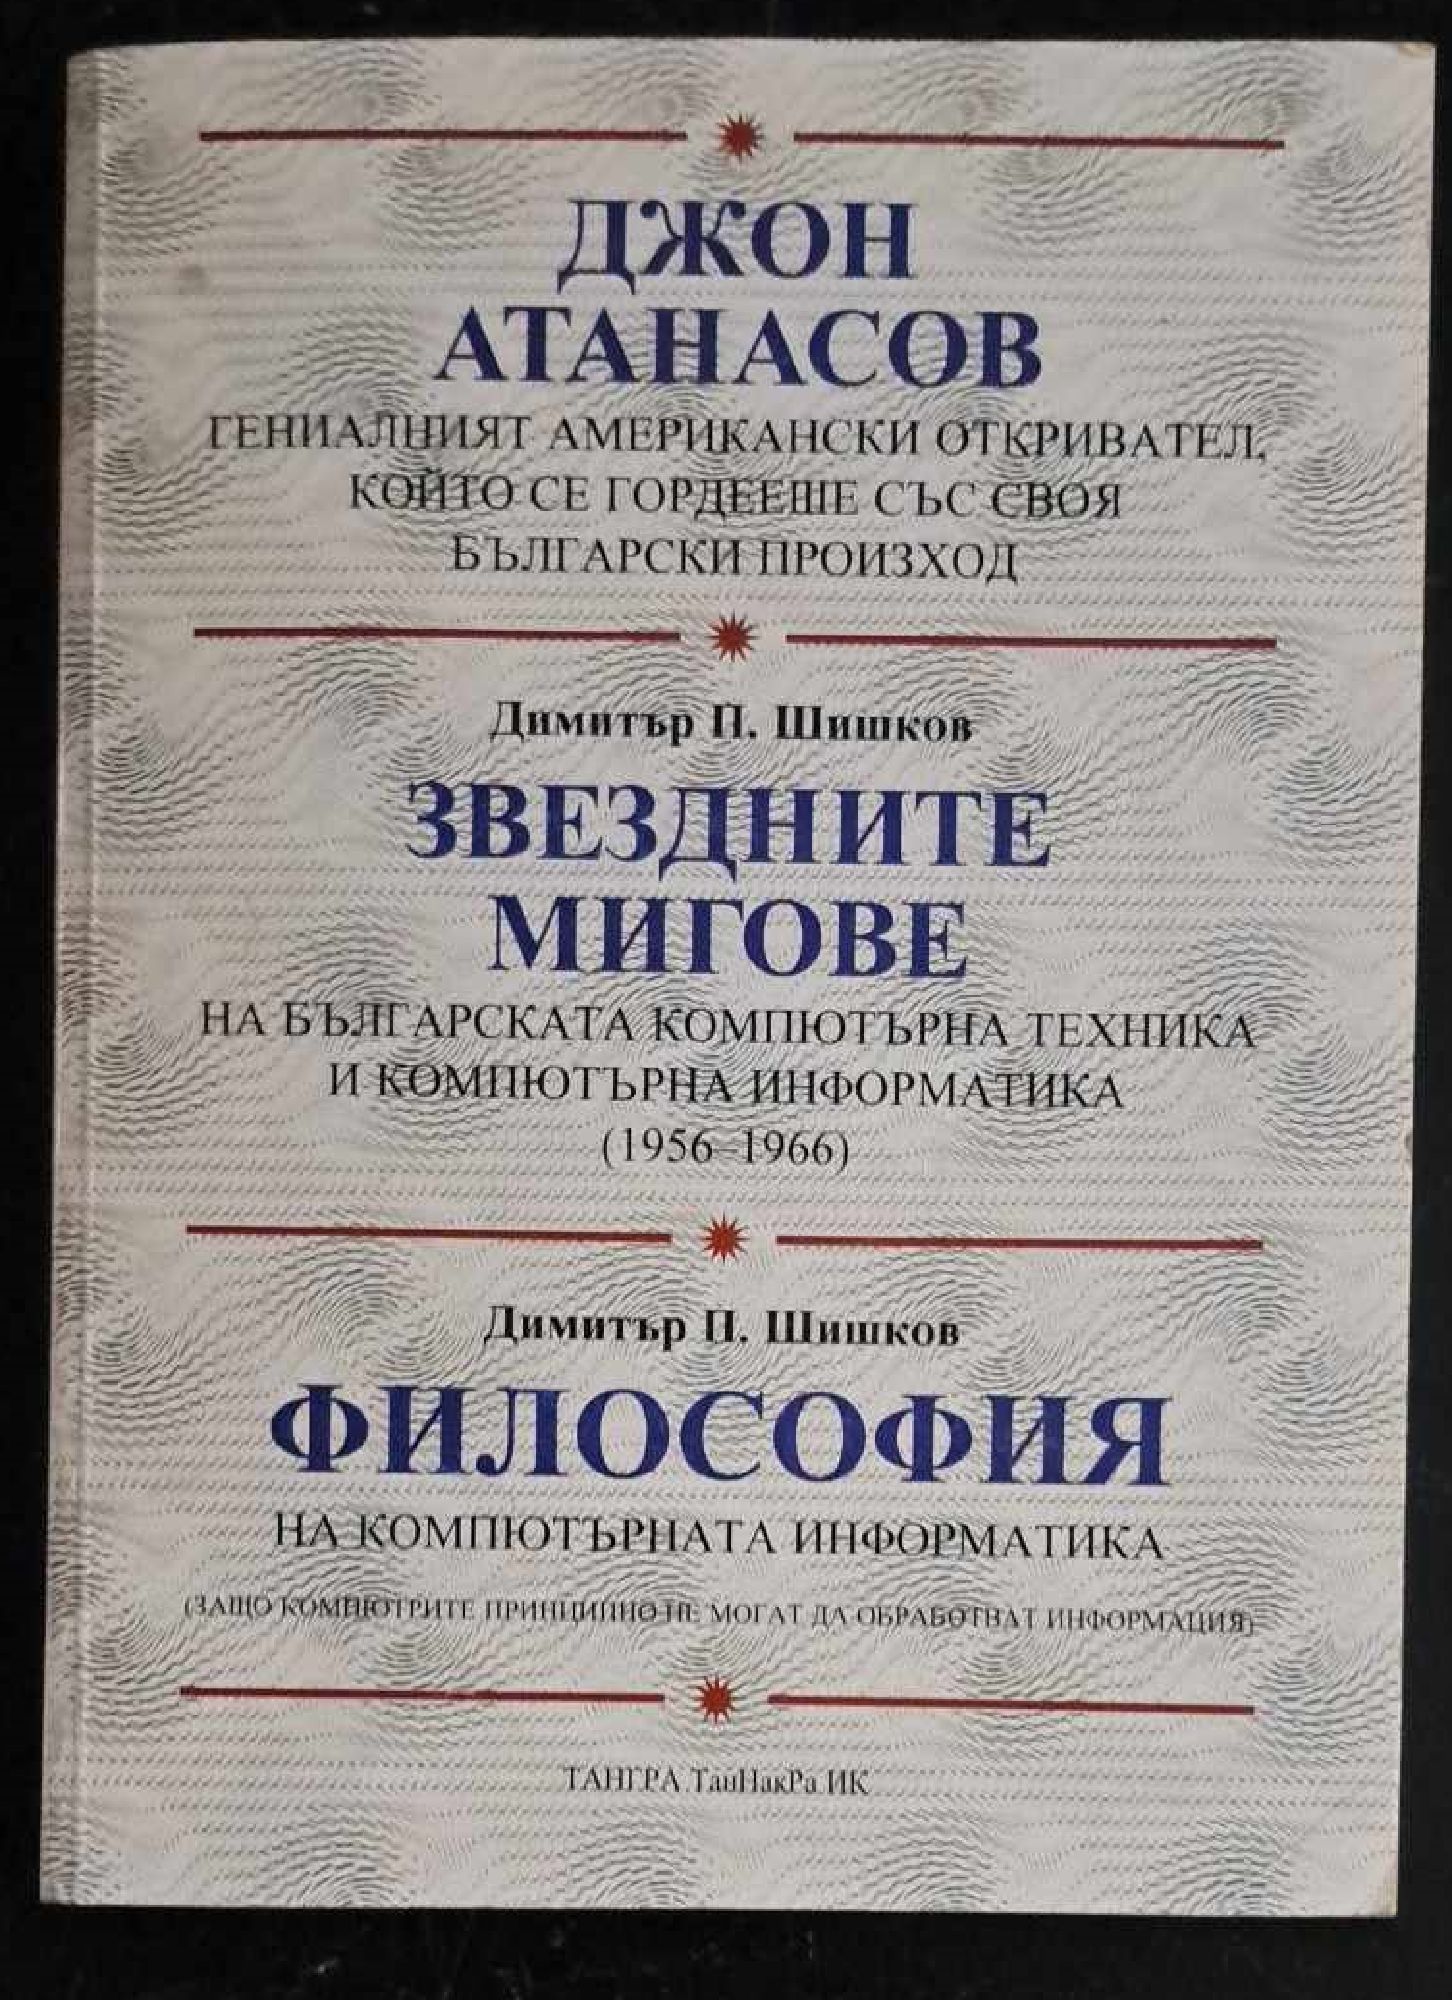 ДЖОН
АТАНАСОВ
ГЕНИАЛНИЯТ АМЕРИКАНСКИ ОТКРИВАТЕЛ,
КОЙТО СЕ ГОРДЕЕШЕ СЪС СВОЯ
БЪЛГАРСКИ ПРОИЗХОД
Димитър П. Шишков
ЗВЕЗДНИТЕ
МИГОВЕ
НА БЪЛГАРСКАТА КОМПЮТЪРНА ТЕХНИКА
И КОМПЮТЪРНА ИНФОРМАТИКА
(1956–1966)
Димитър П. Шишков
ФИЛОСОФИЯ
НА КОМПЮТЪРНАТА ИНФОРМАТИКА
(ЗАЩО КОМПЮТРИТЕ ПРИНЦИПНО НЕ МОГАТ ДА ОБРАБОТВАТ ИНФОРМАЦИЯ)
ТАНГРА ТанНакРа ИК